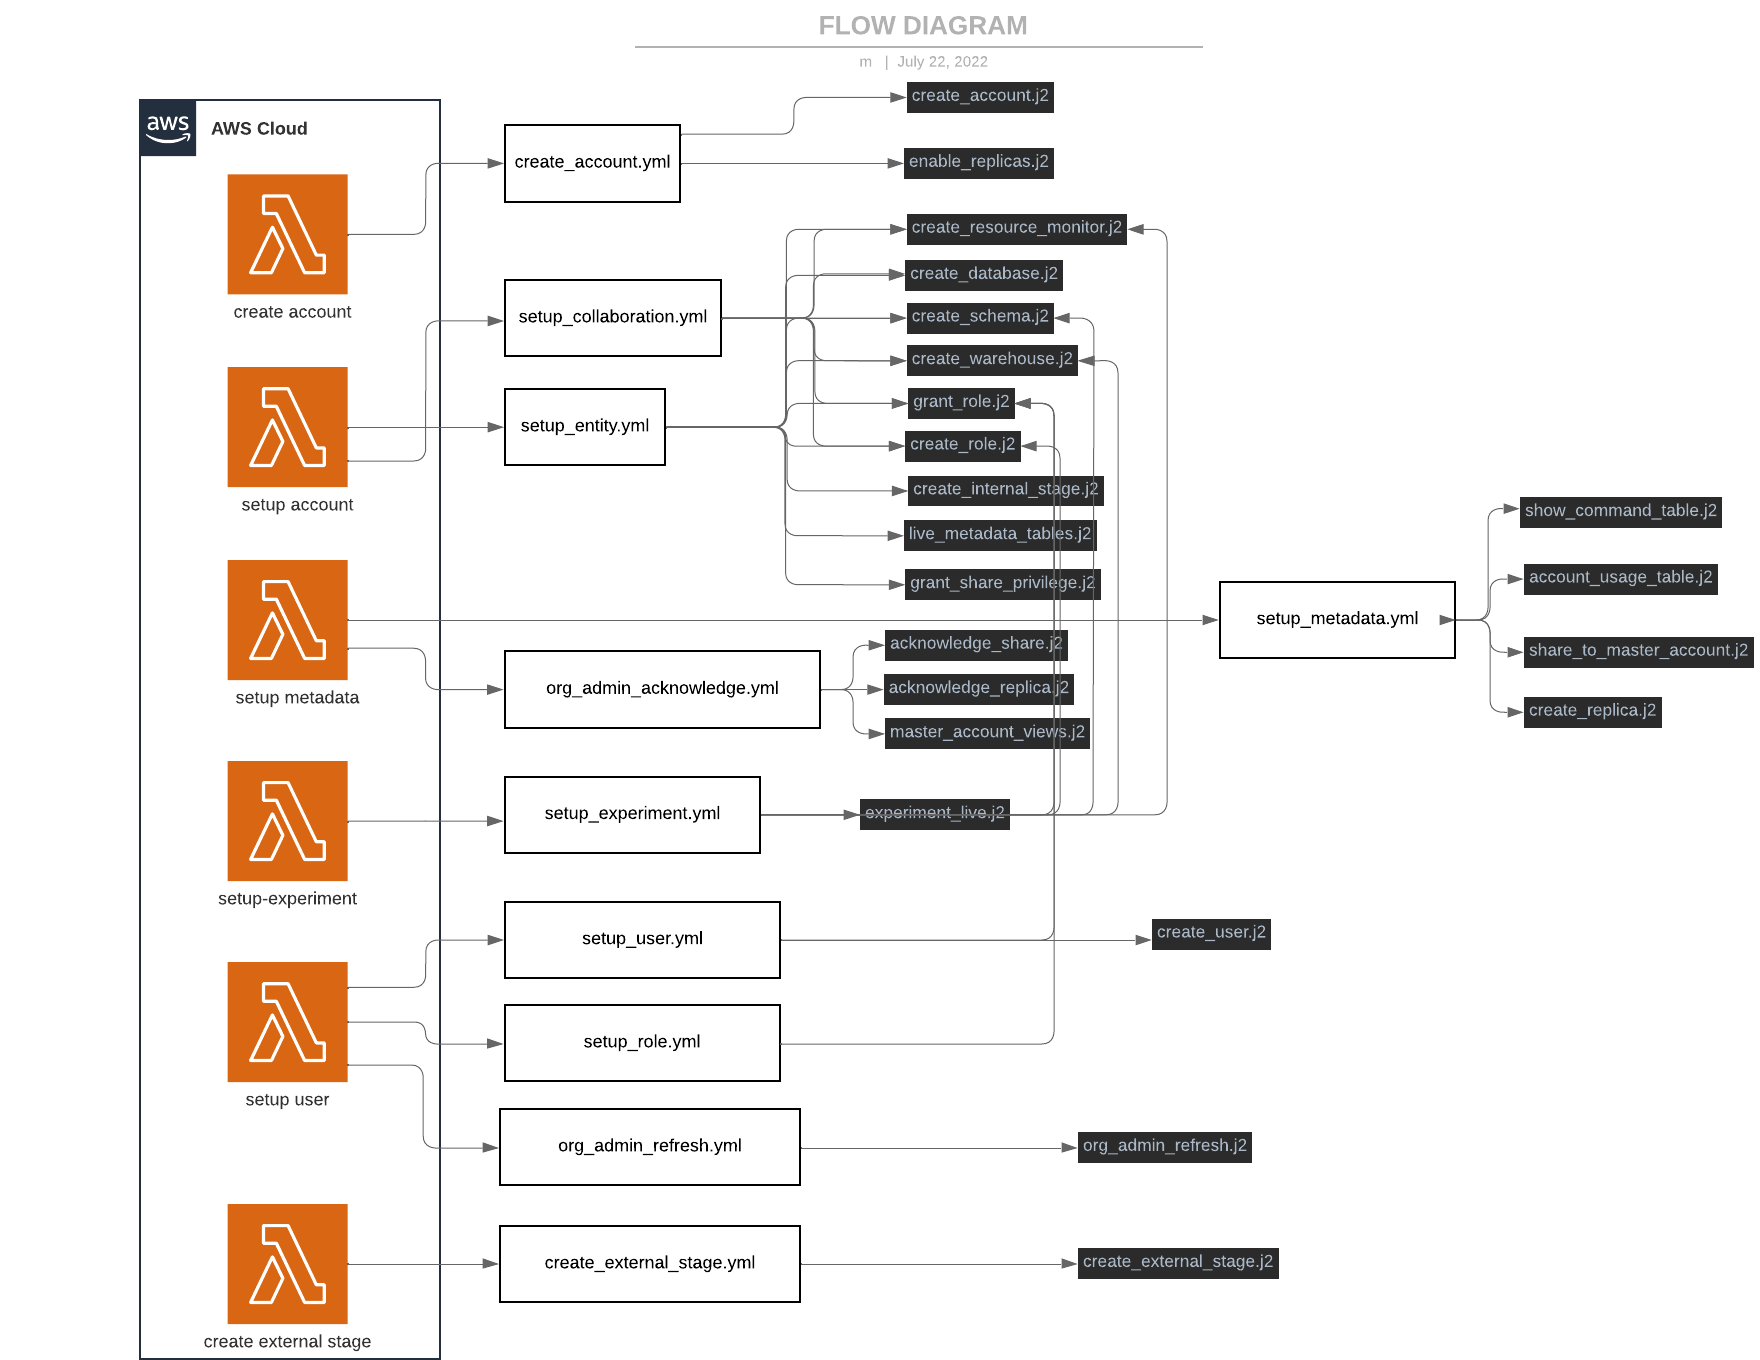 FLOW DIAGRAM
m | July 22, 2022
aws
AWS Cloud
create account
setup account
setup metadata
setup-experiment
setup user
create external stage
create_account.yml
setup_collaboration.yml
setup_entity.yml
org_admin_acknowledge.yml
setup_experiment.yml
setup_user.yml
setup_role.yml
org_admin_refresh.yml
create_external_stage.yml
create_account.j2
enable_replicas.j2
create_resource_monitor.j2
create_database.j2
create_schema.j2
create_warehouse.j2
grant_role.j2
create_role.j2
create_internal_stage.j2
live_metadata_tables.j2
grant_share_privilege.j2
acknowledge_share.j2
acknowledge_replica.j2
master_account_views.j2
experiment_live.j2
create_user.j2
org_admin_refresh.j2
create_external_stage.j2
setup_metadata.yml
show_command_table.j2
account_usage_table.j2
share_to_master_account.j2
create_replica.j2